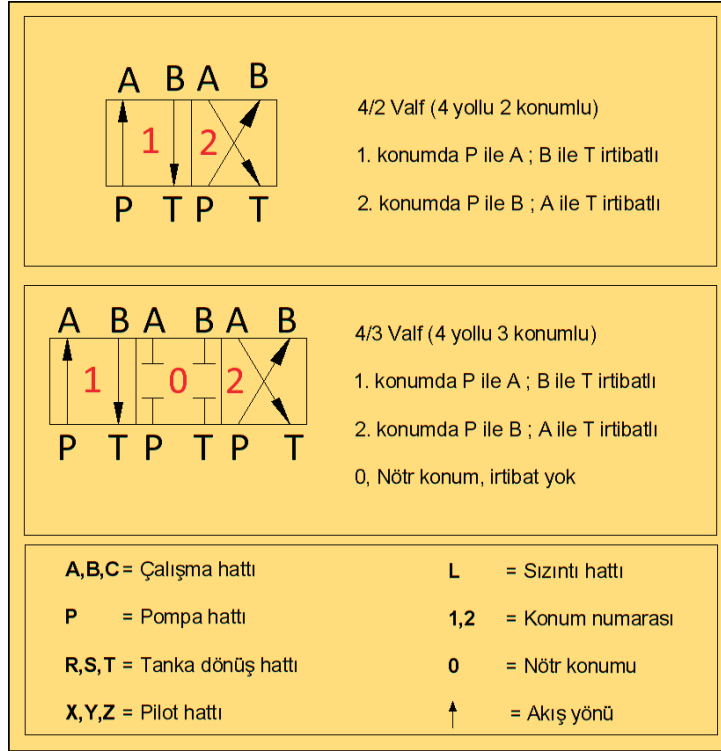 A B A B
1 2
P T P T
4/2 Valf (4 yollu 2 konumlu)
1. konumda P ile A ; B ile T irtibatlı
2. konumda P ile B ; A ile T irtibatlı
A B A B A B
1 0 2
P T P T P T
4/3 Valf (4 yollu 3 konumlu)
1. konumda P ile A ; B ile T irtibatlı
2. konumda P ile B ; A ile T irtibatlı
0, Nötr konum, irtibat yok
A,B,C = Çalışma hattı
P = Pompa hattı
R,S,T = Tanka dönüş hattı
X,Y,Z = Pilot hattı
L = Sızıntı hattı
1,2 = Konum numarası
0 = Nötr konumu
↑ = Akış yönü